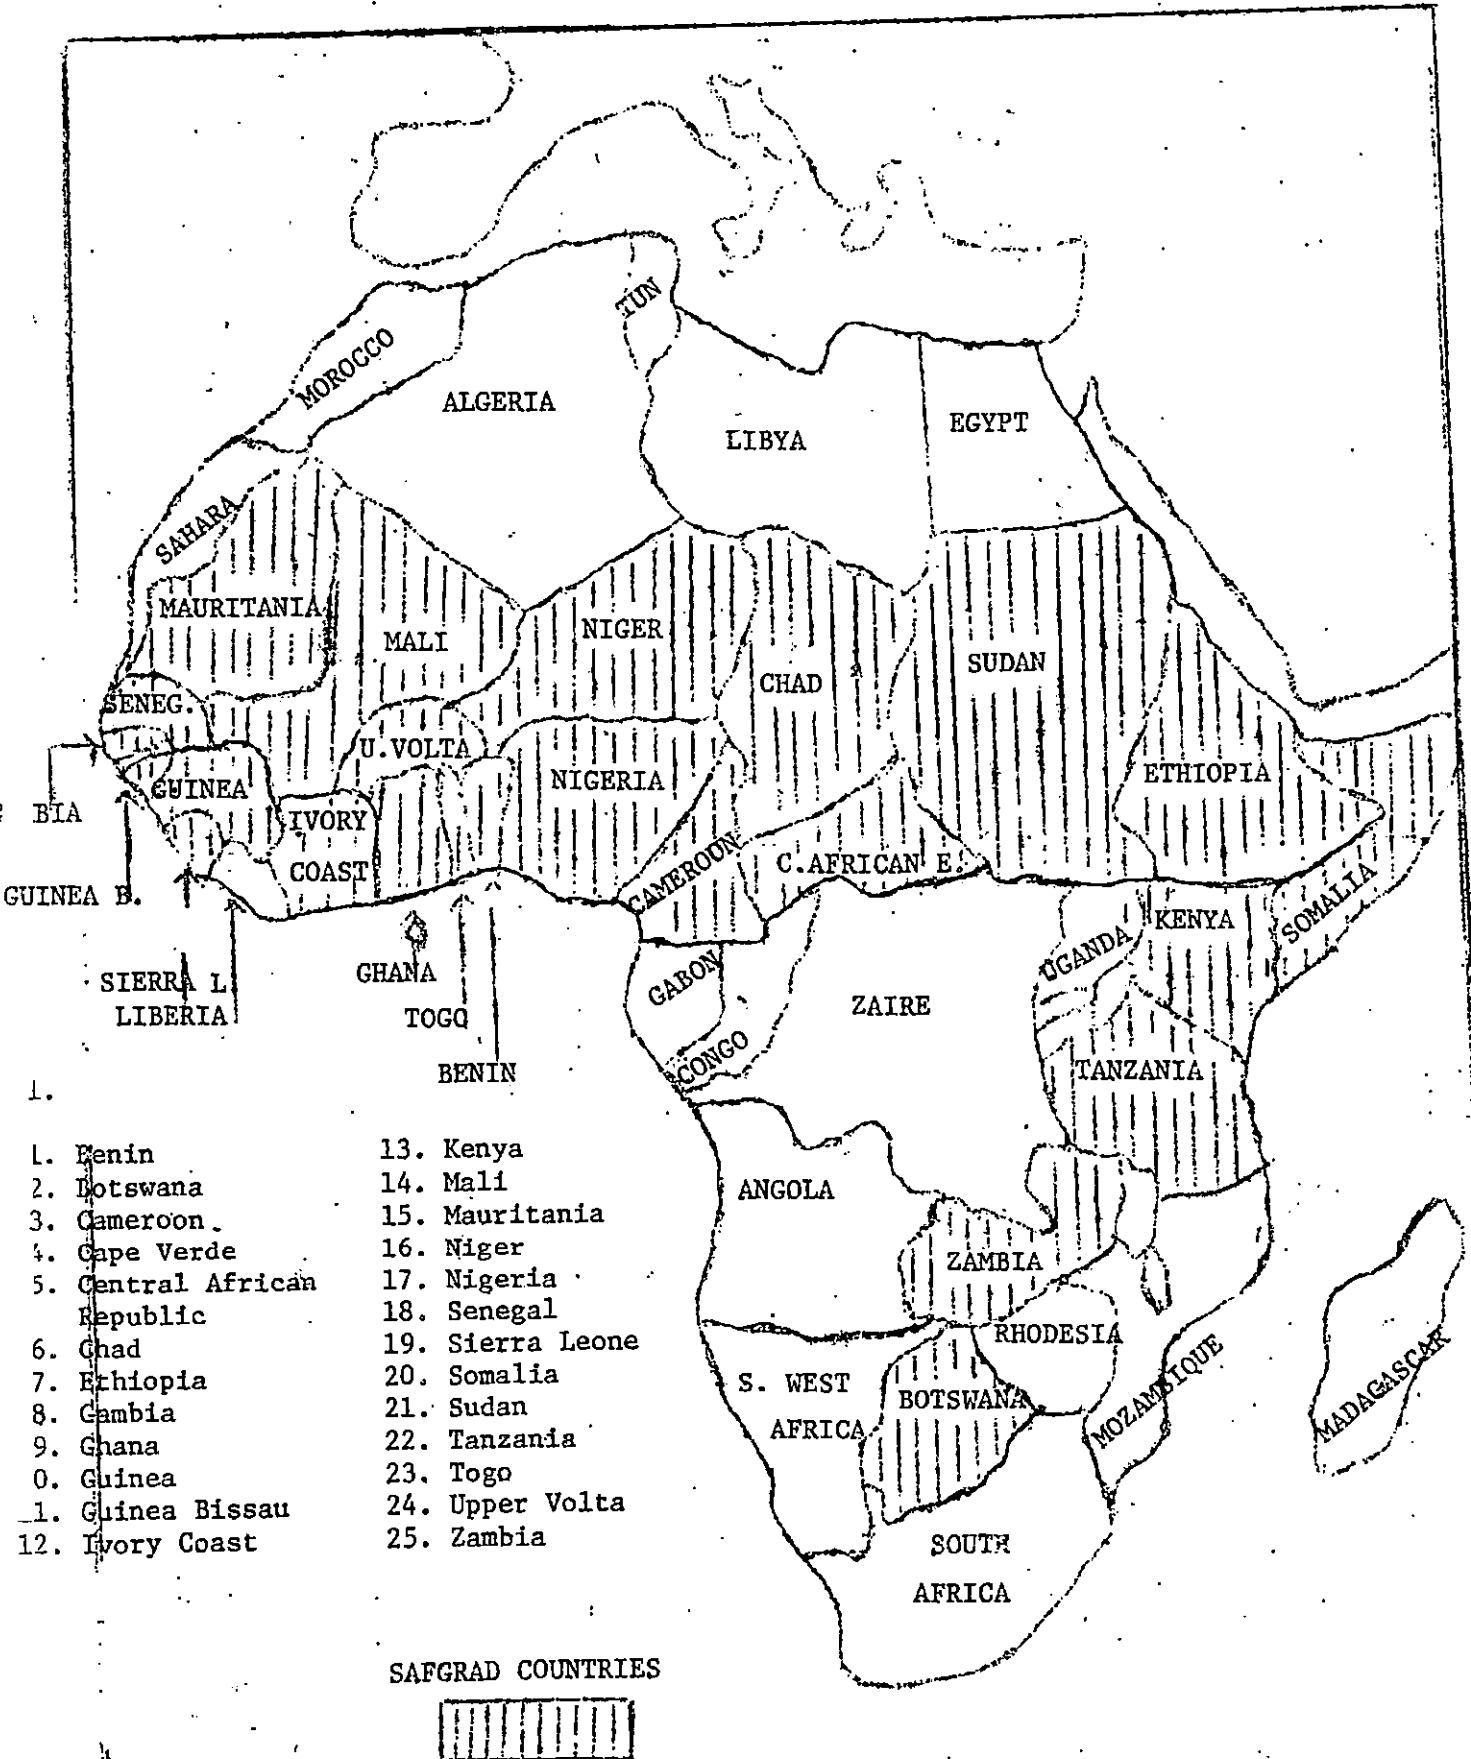 TUN
MOROCCO
ALGERIA
LIBYA
EGYPT
SAHARA
MAURITANIA
MALI
NIGER
CHAD
SUDAN
SENEG.
U.VOLTA
NIGERIA
ETHIOPIA
GUINEA
BIA
IVORY
COAST
CAMEROUN
C.AFRICAN E.
GUINEA B.
KENYA
SOMALIA
UGANDA
SIERRA L
LIBERIA
GHANA
TOGO
BENIN
GABON
CONGO
ZAIRE
TANZANIA
ANGOLA
ZAMBIA
RHODESIA
S. WEST
AFRICA
BOTSWANA
MOZAMBIQUE
MADAGASCAR
SOUTH
AFRICA
1.
1. Benin
2. Botswana
3. Cameroon.
4. Cape Verde
5. Central African
Republic
6. Chad
7. Ethiopia
8. Gambia
9. Ghana
0. Guinea
1. Guinea Bissau
12. Ivory Coast
13. Kenya
14. Mali
15. Mauritania
16. Niger
17. Nigeria
18. Senegal
19. Sierra Leone
20. Somalia
21. Sudan
22. Tanzania
23. Togo
24. Upper Volta
25. Zambia
SAFGRAD COUNTRIES